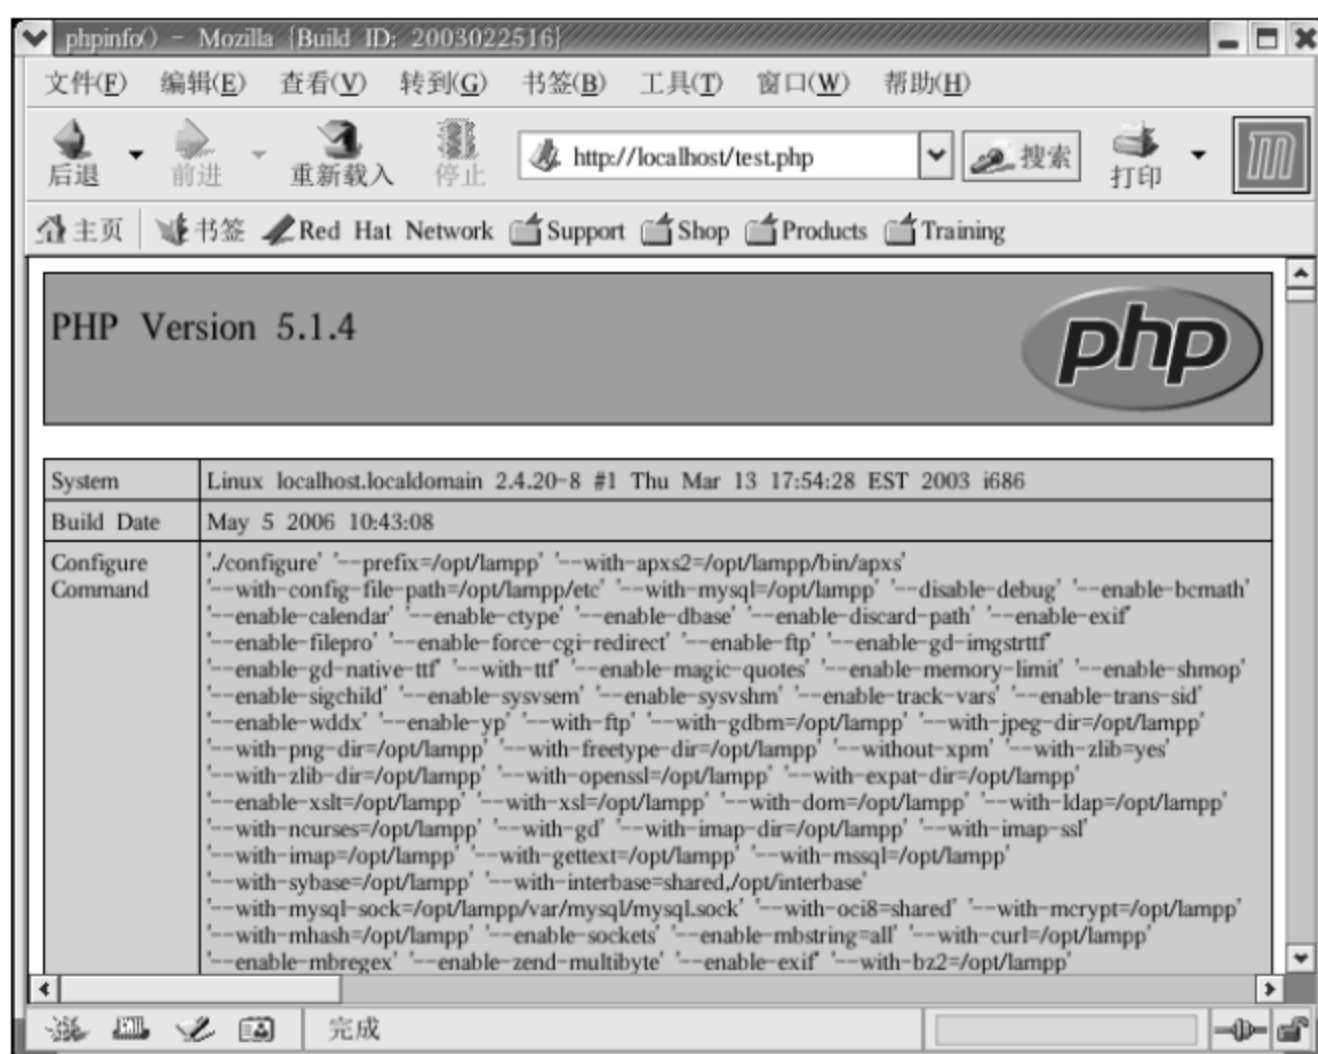 phpinfo() - Mozilla {Build ID: 2003022516}
文件(F) 编辑(E) 查看(V) 转到(G) 书签(B) 工具(T) 窗口(W) 帮助(H)
后退 前进 重新载入 停止 http://localhost/test.php 搜索 打印
主页 书签 Red Hat Network Support Shop Products Training
PHP Version 5.1.4 php
System Linux localhost.localdomain 2.4.20-8 #1 Thu Mar 13 17:54:28 EST 2003 i686
Build Date May 5 2006 10:43:08
Configure './configure' '--prefix=/opt/lampp' '--with-apxs2=/opt/lampp/bin/apxs'
Command '--with-config-file-path=/opt/lampp/etc' '--with-mysql=/opt/lampp' '--disable-debug' '--enable-bcmath'
'--enable-calendar' '--enable-ctype' '--enable-dbase' '--enable-discard-path' '--enable-exif'
'--enable-filepro' '--enable-force-cgi-redirect' '--enable-ftp' '--enable-gd-imgstrttf'
'--enable-gd-native-ttf' '--with-ttf' '--enable-magic-quotes' '--enable-memory-limit' '--enable-shmop'
'--enable-sigchild' '--enable-sysvsem' '--enable-sysvshm' '--enable-track-vars' '--enable-trans-sid'
'--enable-wddx' '--enable-yp' '--with-ftp' '--with-gdbm=/opt/lampp' '--with-jpeg-dir=/opt/lampp'
'--with-png-dir=/opt/lampp' '--with-freetype-dir=/opt/lampp' '--without-xpm' '--with-zlib=yes'
'--with-zlib-dir=/opt/lampp' '--with-openssl=/opt/lampp' '--with-expat-dir=/opt/lampp'
'--enable-xslt=/opt/lampp' '--with-xsl=/opt/lampp' '--with-dom=/opt/lampp' '--with-ldap=/opt/lampp'
'--with-ncurses=/opt/lampp' '--with-gd' '--with-imap-dir=/opt/lampp' '--with-imap-ssl'
'--with-imap=/opt/lampp' '--with-gettext=/opt/lampp' '--with-mssql=/opt/lampp'
'--with-sybase=/opt/lampp' '--with-interbase=shared,/opt/interbase'
'--with-mysql-sock=/opt/lampp/var/mysql/mysql.sock' '--with-oci8=shared' '--with-mcrypt=/opt/lampp'
'--with-mhash=/opt/lampp' '--enable-sockets' '--enable-mbstring=all' '--with-curl=/opt/lampp'
'--enable-mbregex' '--enable-zend-multibyte' '--enable-exif' '--with-bz2=/opt/lampp'
完成